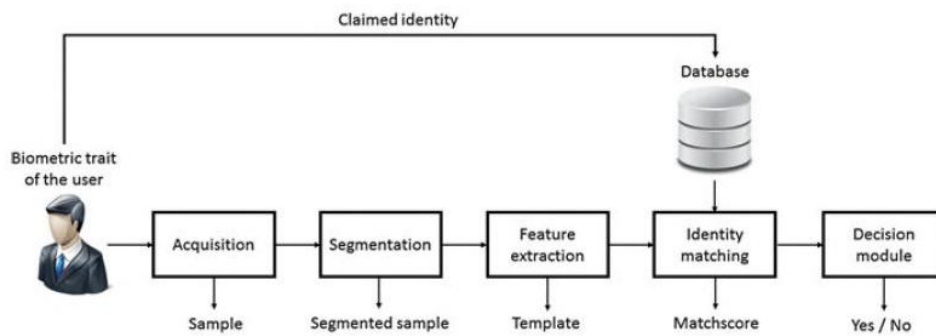 Claimed identity
Database
Biometric trait
of the user
Acquisition
Segmentation
Feature
extraction
Identity
matching
Decision
module
Sample
Segmented sample
Template
Matchscore
Yes / No